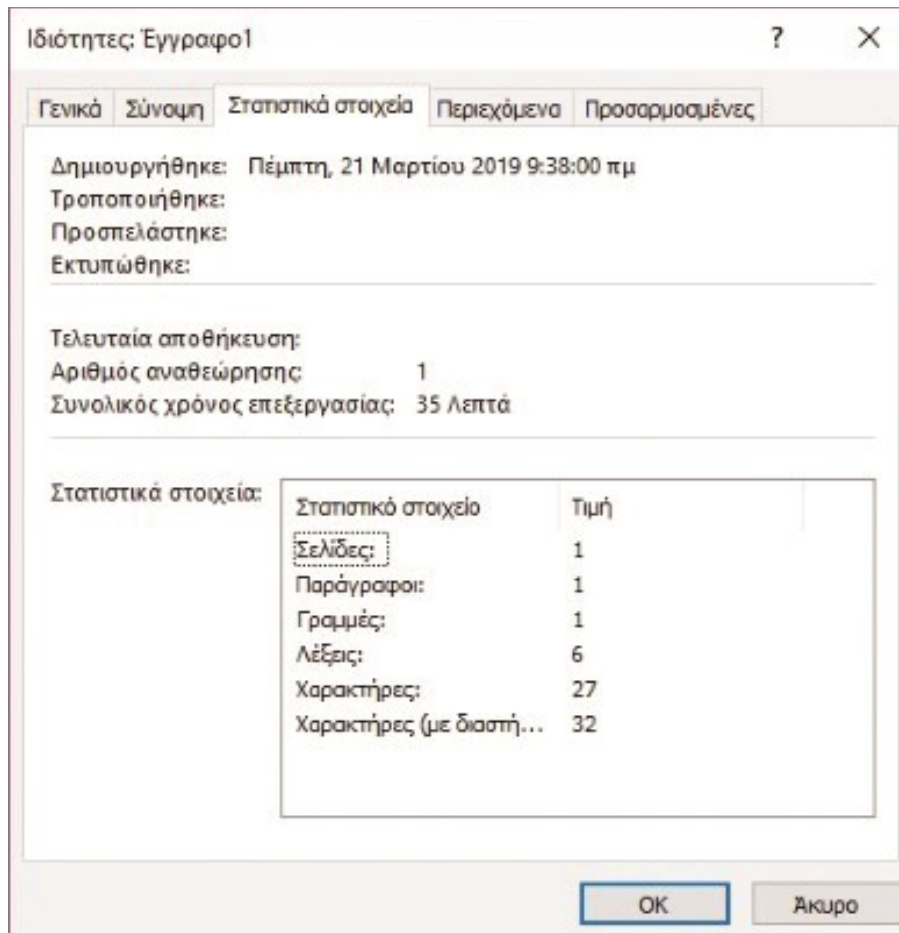 Ιδιότητες: Έγγραφο1 ?
Γενικά Σύνοψη Στατιστικά στοιχεία Περιεχόμενα Προσαρμοσμένες
Δημιουργήθηκε: Πέμπτη, 21 Μαρτίου 2019 9:38:00 πμ
Τροποποιήθηκε:
Προσπελάστηκε:
Εκτυπώθηκε:
Τελευταία αποθήκευση:
Αριθμός αναθεώρησης: 1
Συνολικός χρόνος επεξεργασίας: 35 Λεπτά
Στατιστικά στοιχεία:
Στατιστικό στοιχείο Τιμή
Σελίδες: 1
Παράγραφοι: 1
Γραμμές: 1
Λέξεις: 6
Χαρακτήρες: 27
Χαρακτήρες (με διαστή... 32
OK Άκυρο